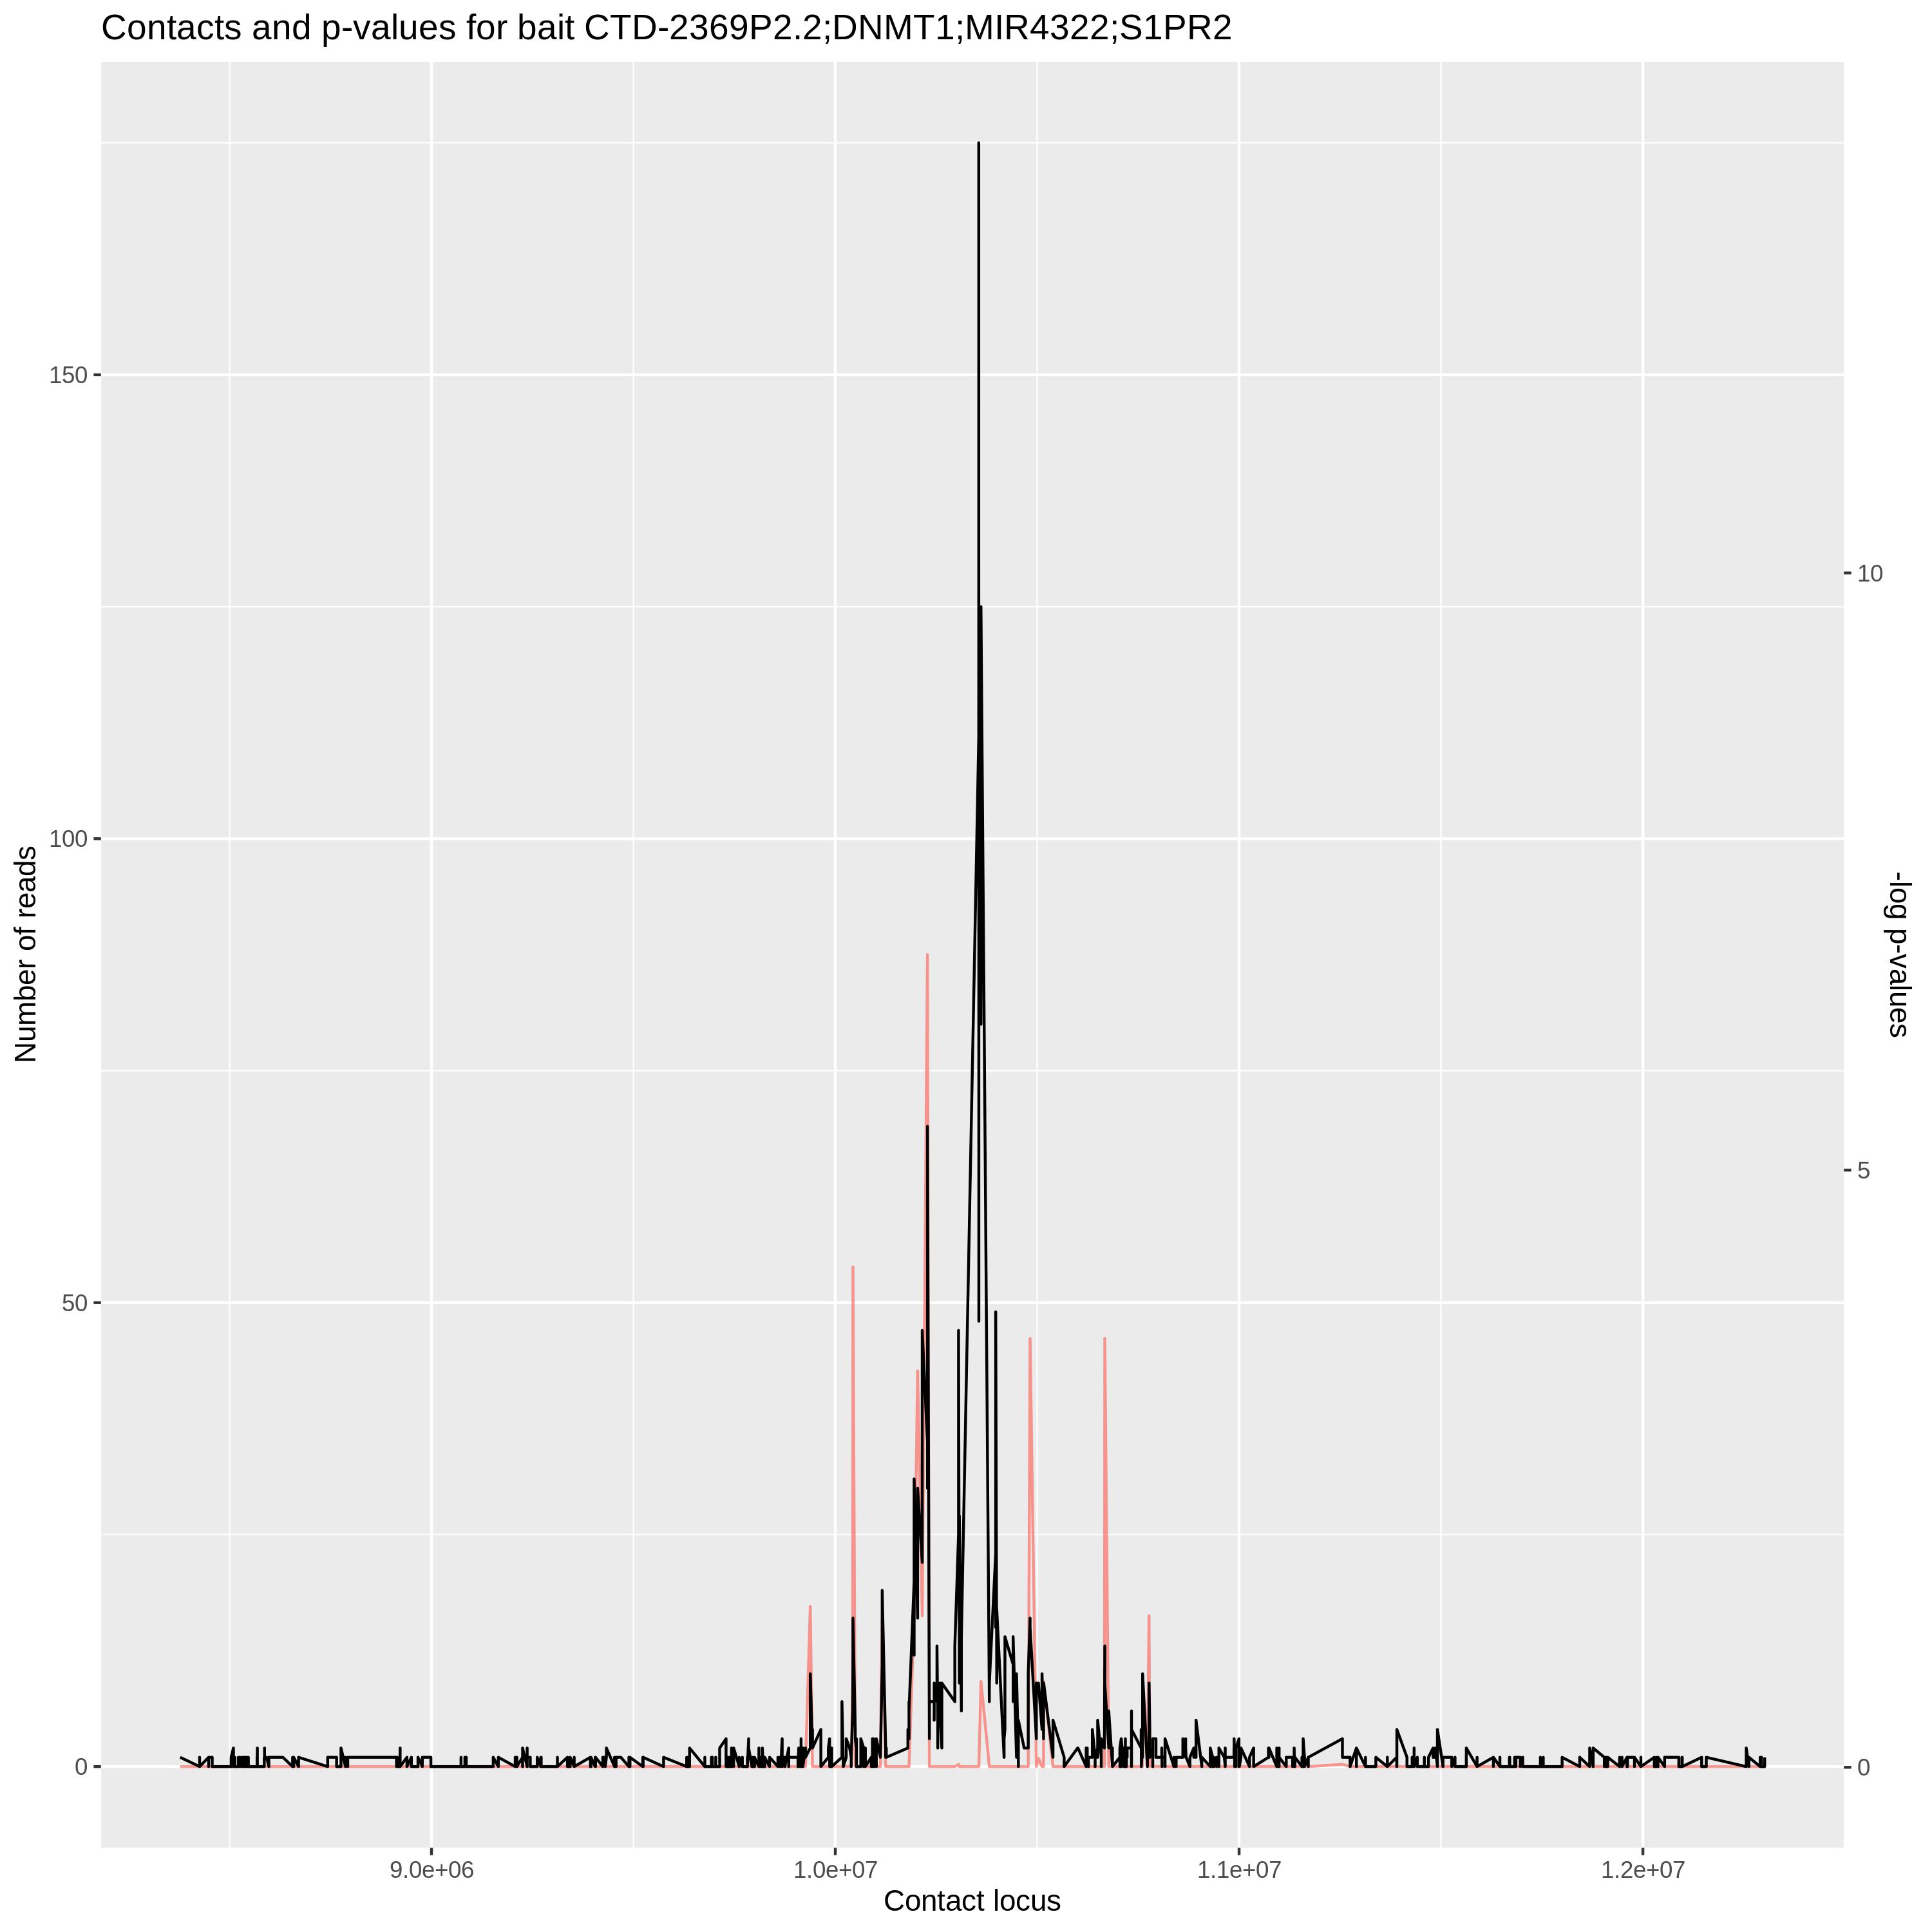 Contacts and p-values for bait CTD-2369P2.2;DNMT1;MIR4322;S1PR2
150
100
50
0
Number of reads
10
5
0
-log p-values
9.0e+06 1.0e+07 1.1e+07 1.2e+07
Contact locus